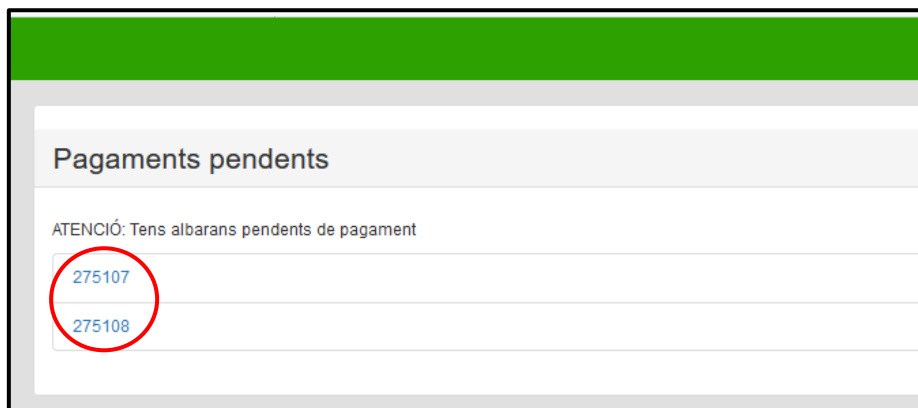 Pagaments pendents
ATENCIÓ: Tens albarans pendents de pagament
275107
275108